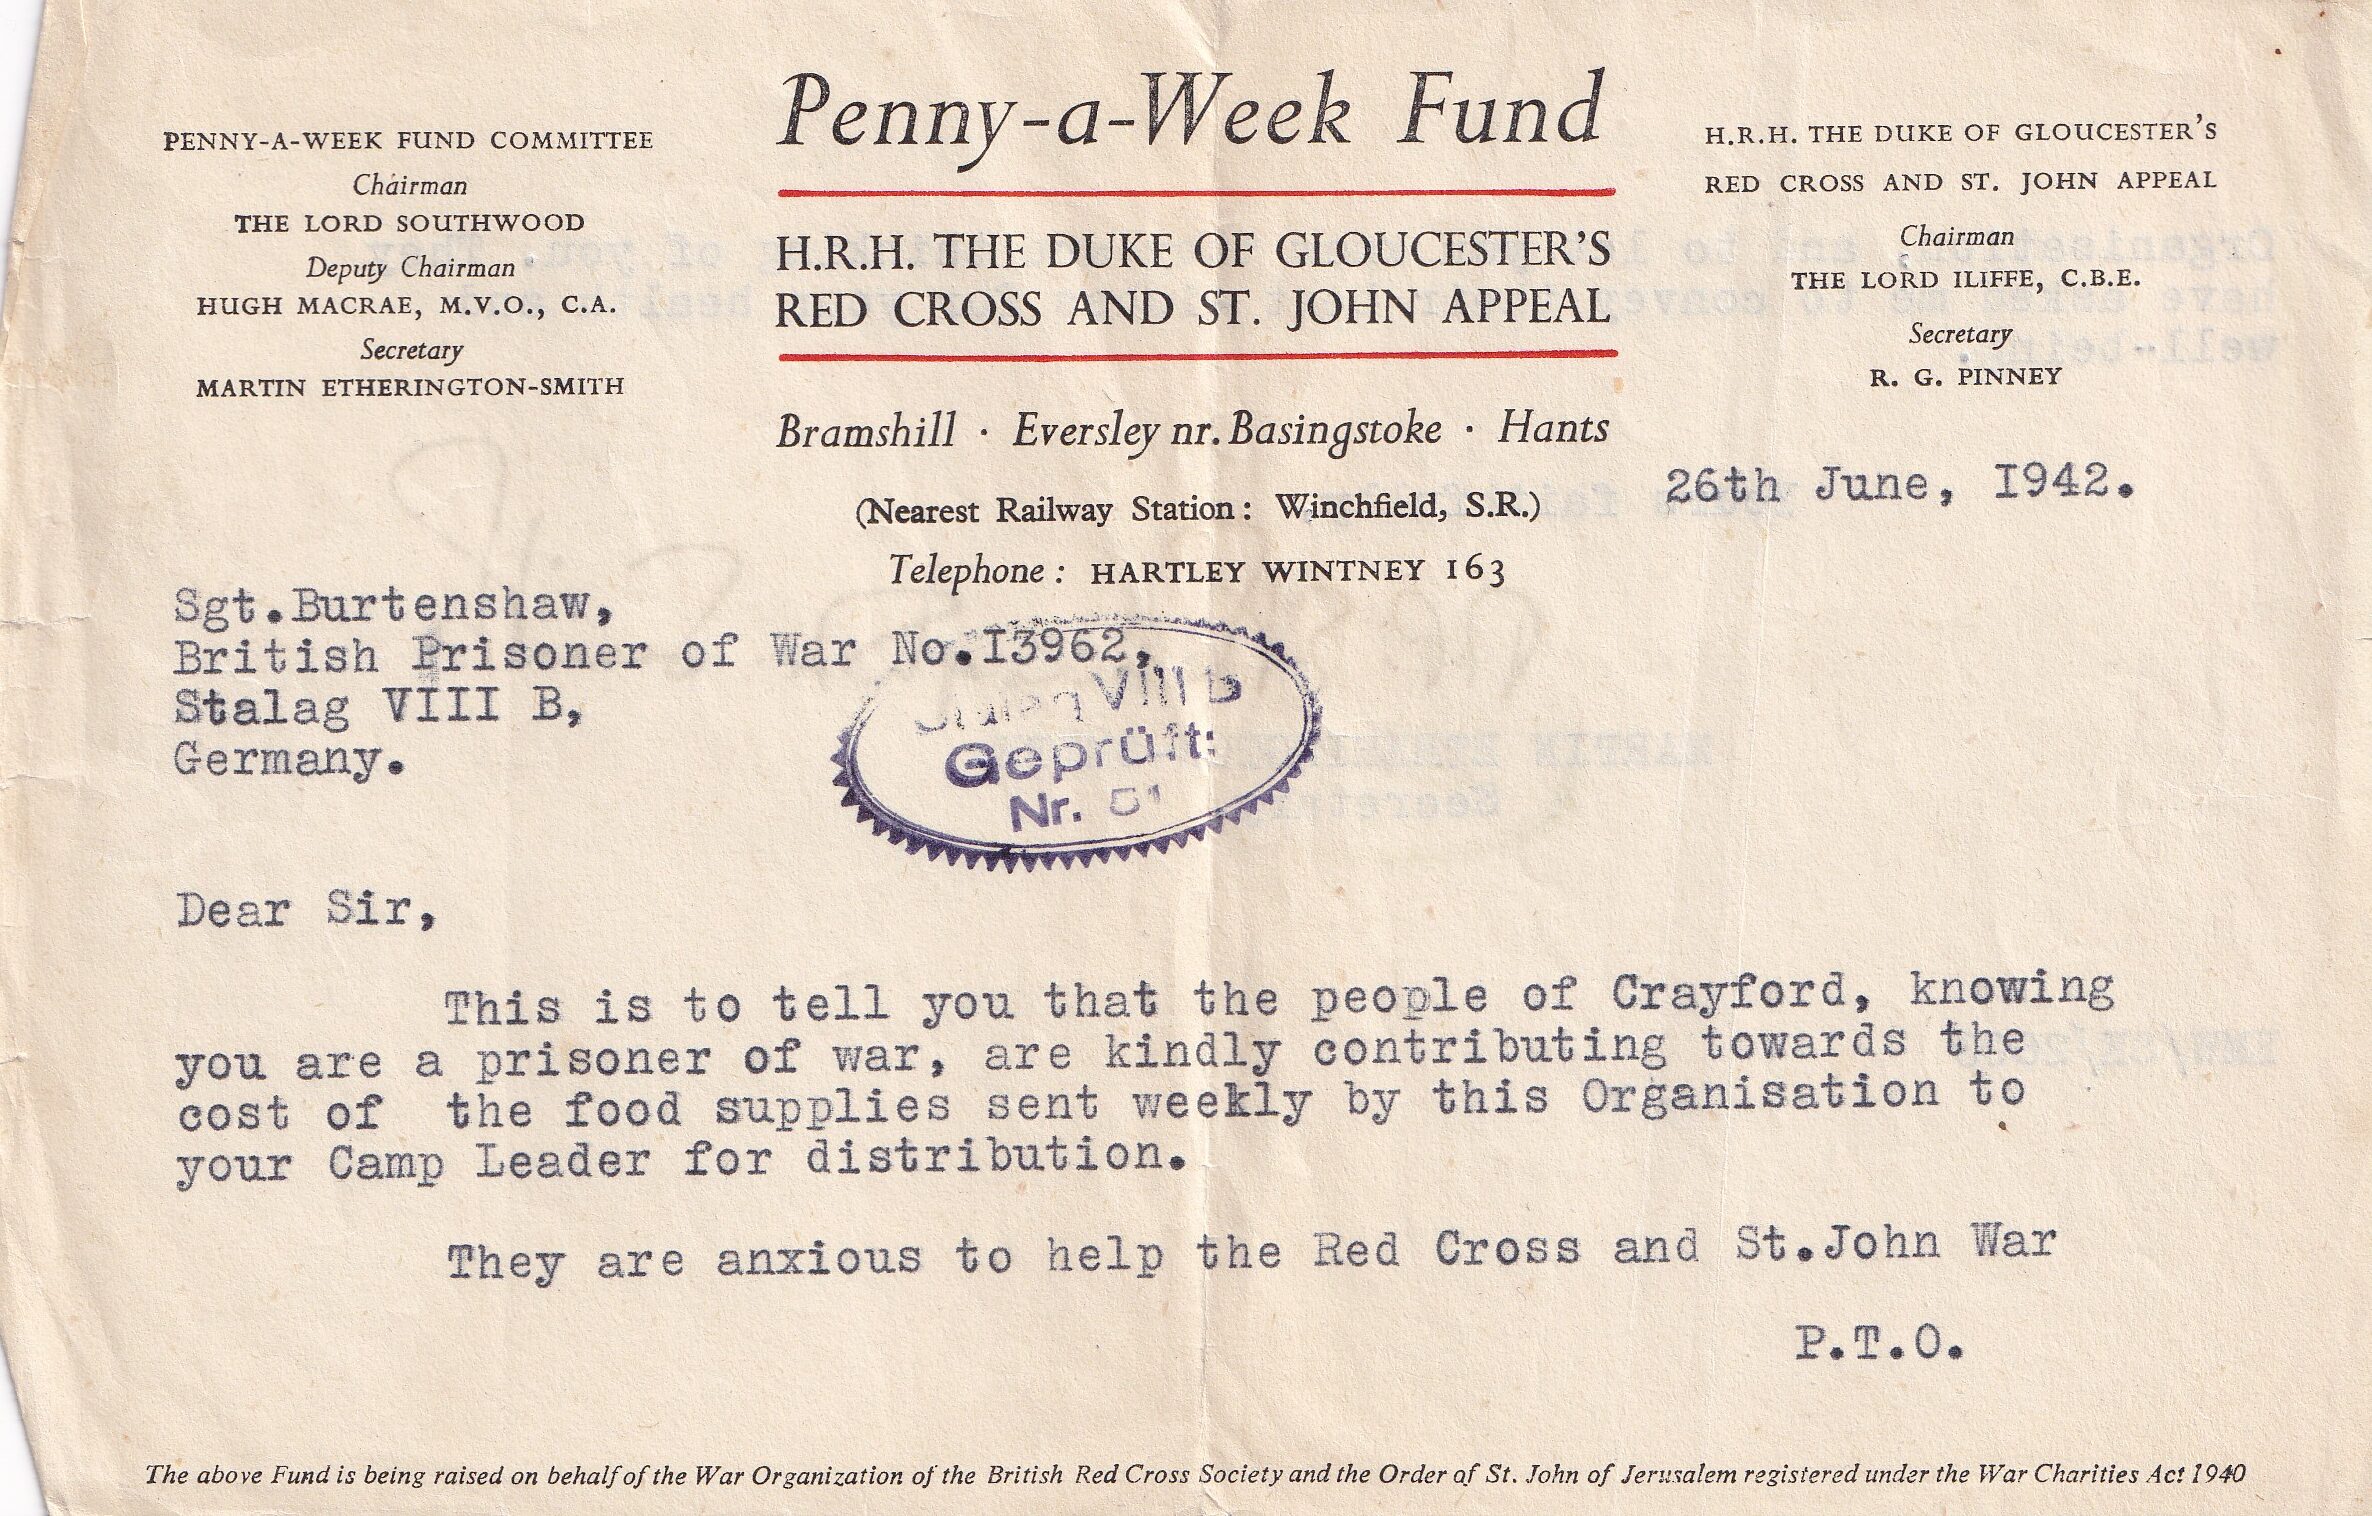 Penny-a-Week Fund
PENNY-A-WEEK FUND COMMITTEE
Chairman
THE LORD SOUTHWOOD
Deputy Chairman
HUGH MACRAE, M.V.O., C.A.
Secretary
MARTIN ETHERINGTON-SMITH
H.R.H. THE DUKE OF GLOUCESTER'S
RED CROSS AND ST. JOHN APPEAL
H.R.H. THE DUKE OF GLOUCESTER'S
RED CROSS AND ST. JOHN APPEAL
Chairman
THE LORD ILIFFE, C.B.E.
Secretary
R. G. PINNEY
Bramshill · Eversley nr. Basingstoke · Hants
(Nearest Railway Station: Winchfield, S.R.)
Telephone: HARTLEY WINTNEY 163
26th June, I942.
Sgt.Burtenshaw,
British Prisoner of War No.I3962,
Stalag VIII B,
Germany.
Stalag VIII B
Geprüft:
Nr.
Dear Sir,
This is to tell you that the people of Crayford, knowing
you are a prisoner of war, are kindly contributing towards the
cost of the food supplies sent weekly by this Organisation to
your Camp Leader for distribution.
They are anxious to help the Red Cross and St.John War
P.T.O.
The above Fund is being raised on behalf of the War Organization of the British Red Cross Society and the Order of St. John of Jerusalem registered under the War Charities Act 1940